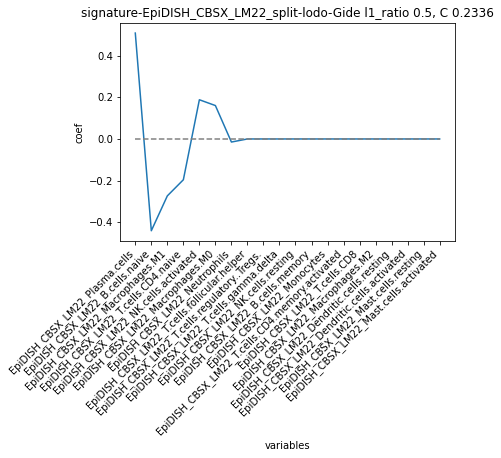 signature-EpiDISH_CBSX_LM22_split-lodo-Gide l1_ratio 0.5, C 0.2336
coef
0.4
0.2
0.0
−0.2
−0.4
EpiDISH_CBSX_LM22_Plasma.cells
EpiDISH_CBSX_LM22_B.cells.naive
EpiDISH_CBSX_LM22_Macrophages.M1
EpiDISH_CBSX_LM22_T.cells.CD4.naive
EpiDISH_CBSX_LM22_NK.cells.activated
EpiDISH_CBSX_LM22_Macrophages.M0
EpiDISH_CBSX_LM22_Neutrophils
EpiDISH_CBSX_LM22_T.cells.follicular.helper
EpiDISH_CBSX_LM22_T.cells.regulatory..Tregs.
EpiDISH_CBSX_LM22_T.cells.gamma.delta
EpiDISH_CBSX_LM22_NK.cells.resting
EpiDISH_CBSX_LM22_B.cells.memory
EpiDISH_CBSX_LM22_Monocytes
EpiDISH_CBSX_LM22_T.cells.CD4.memory.activated
EpiDISH_CBSX_LM22_T.cells.CD8
EpiDISH_CBSX_LM22_Macrophages.M2
EpiDISH_CBSX_LM22_Dendritic.cells.resting
EpiDISH_CBSX_LM22_Dendritic.cells.activated
EpiDISH_CBSX_LM22_Mast.cells.resting
EpiDISH_CBSX_LM22_Mast.cells.activated
variables